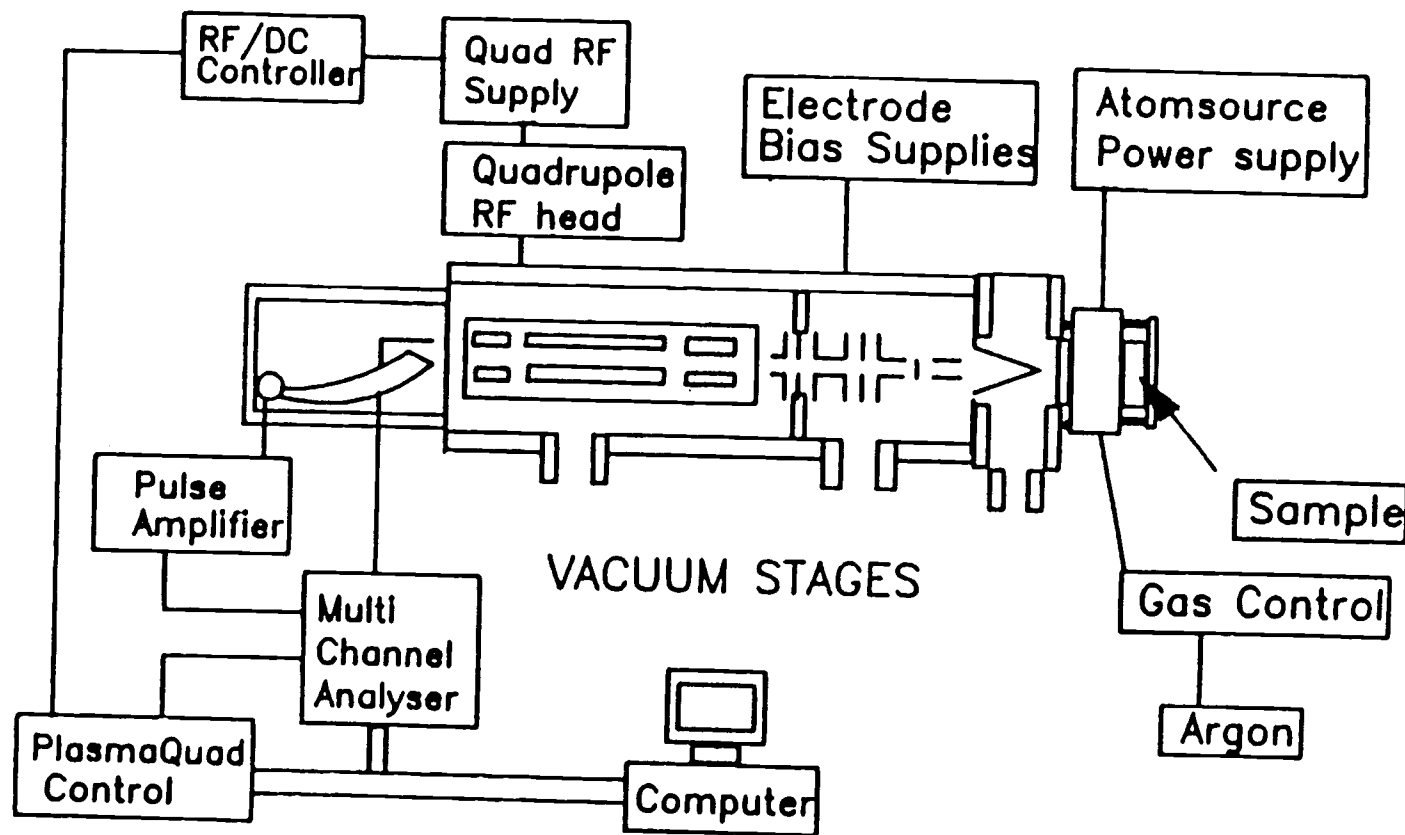 RF/DC
Controller
Quad RF
Supply
Electrode
Bias Supplies
Atomsource
Power supply
Quadrupole
RF head
Pulse
Amplifier
Sample
VACUUM STAGES
Multi
Channel
Analyser
Gas Control
Argon
PlasmaQuad
Control
Computer